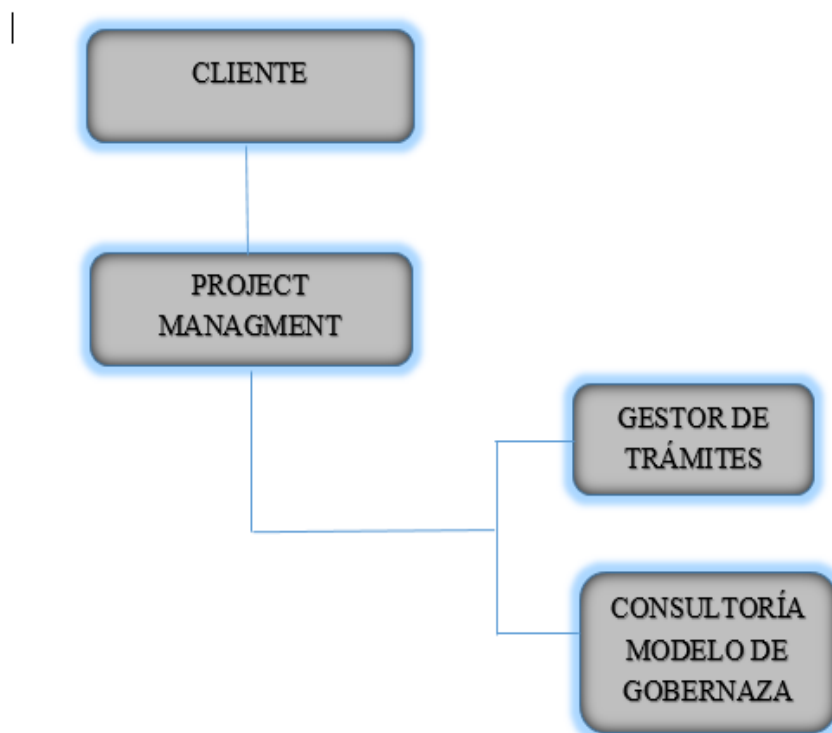 CLIENTE
PROJECT
MANAGMENT
GESTOR DE
TRÁMITES
CONSULTORÍA
MODELO DE
GOBERNAZA